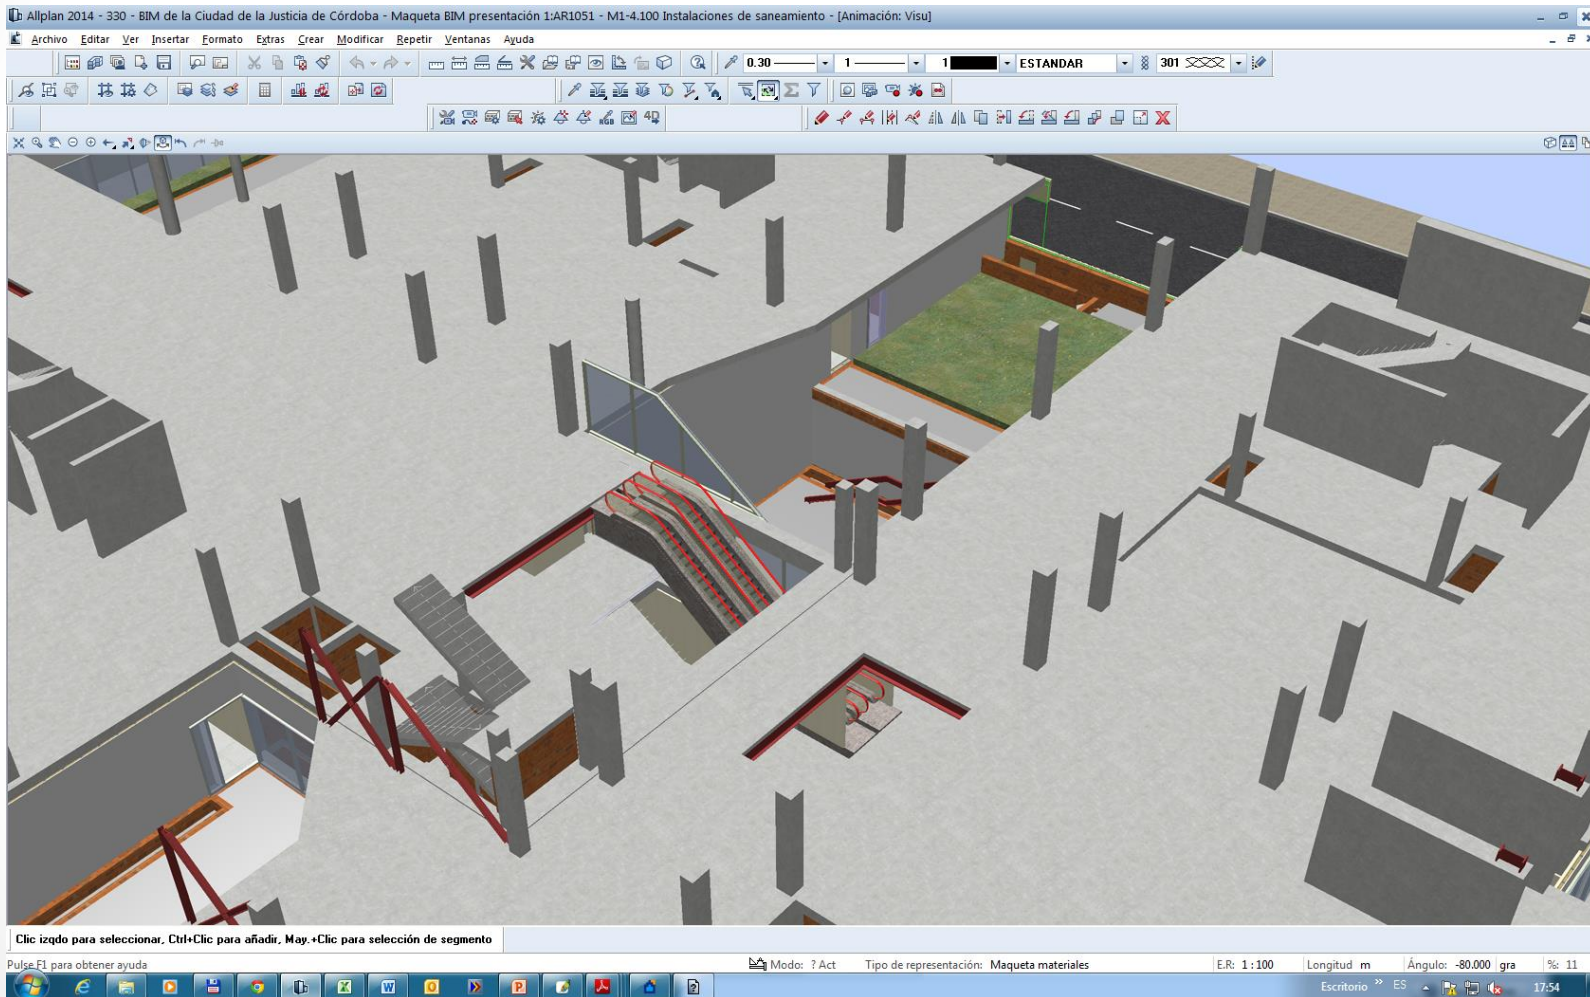 Allplan 2014 - 330 - BIM de la Ciudad de la Justicia de Córdoba - Maqueta BIM presentación 1:AR1051 - M1-4.100 Instalaciones de saneamiento - [Animación: Visu]
Archivo Editar Ver Insertar Formato Extras Crear Modificar Repetir Ventanas Ayuda
0.30 1 1 ESTANDAR 301
4D
Clic izqdo para seleccionar, Ctrl+Clic para añadir, May.+Clic para selección de segmento
Pulse F1 para obtener ayuda Modo: ? Act Tipo de representación: Maqueta materiales E.R: 1:100 Longitud m Ángulo: -80.000 gra %: 11
Escritorio » ES 17:54